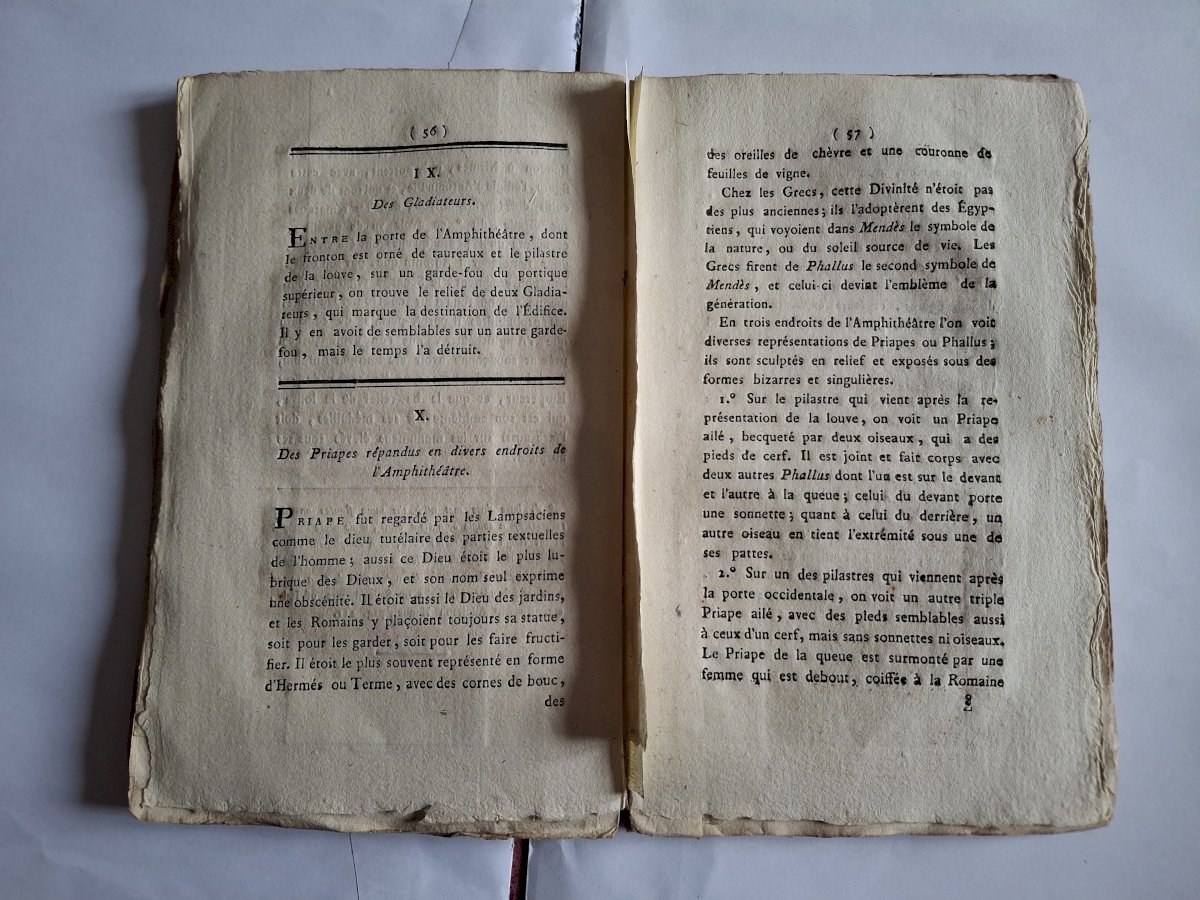 ( 56 )
IX.
Des Gladiateurs.
ENTRE la porte de l'Amphithéâtre, dont
le fronton est orné de taureaux et le pilastre
de la louve, sur un garde-fou du portique
supérieur, on trouve le relief de deux Gladia-
teurs, qui marque la destination de l'Édifice.
Il y en avoit de semblables sur un autre garde-
fou, mais le temps l'a détruit.
X.
Des Priapes répandus en divers endroits de
l'Amphithéâtre.
PRIAPE fut regardé par les Lampsaciens
comme le dieu tutélaire des parties textuelles
de l'homme; aussi ce Dieu étoit le plus lu-
brique des Dieux, et son nom seul exprime
une obscénité. Il étoit aussi le Dieu des jardins,
et les Romains y plaçoient toujours sa statue,
soit pour les garder, soit pour les faire fructi-
fier. Il étoit le plus souvent représenté en forme
d'Hermés ou Terme, avec des cornes de bouc,
des
( 57 )
des oreilles de chèvre et une couronne de
feuilles de vigne.
Chez les Grecs, cette Divinité n'étoit pas
des plus anciennes; ils l'adoptèrent des Égyp-
tiens, qui voyoient dans Mendès le symbole de
la nature, ou du soleil source de vie. Les
Grecs firent de Phallus le second symbole de
Mendès, et celui-ci devint l'emblème de la
génération.
En trois endroits de l'Amphithéâtre l'on voit
diverses représentations de Priapes ou Phallus;
ils sont sculptés en relief et exposés sous des
formes bizarres et singulières.
1.º Sur le pilastre qui vient après la re-
présentation de la louve, on voit un Priape
ailé, becqueté par deux oiseaux, qui a des
pieds de cerf. Il est joint et fait corps avec
deux autres Phallus dont l'un est sur le devant
et l'autre à la queue; celui du devant porte
une sonnette; quant à celui du derrière, un
autre oiseau en tient l'extrémité sous une de
ses pattes.
2.º Sur un des pilastres qui viennent après
la porte occidentale, on voit un autre triple
Priape ailé, avec des pieds semblables aussi
à ceux d'un cerf, mais sans sonnettes ni oiseaux.
Le Priape de la queue est surmonté par une
femme qui est debout, coiffée à la Romaine
8